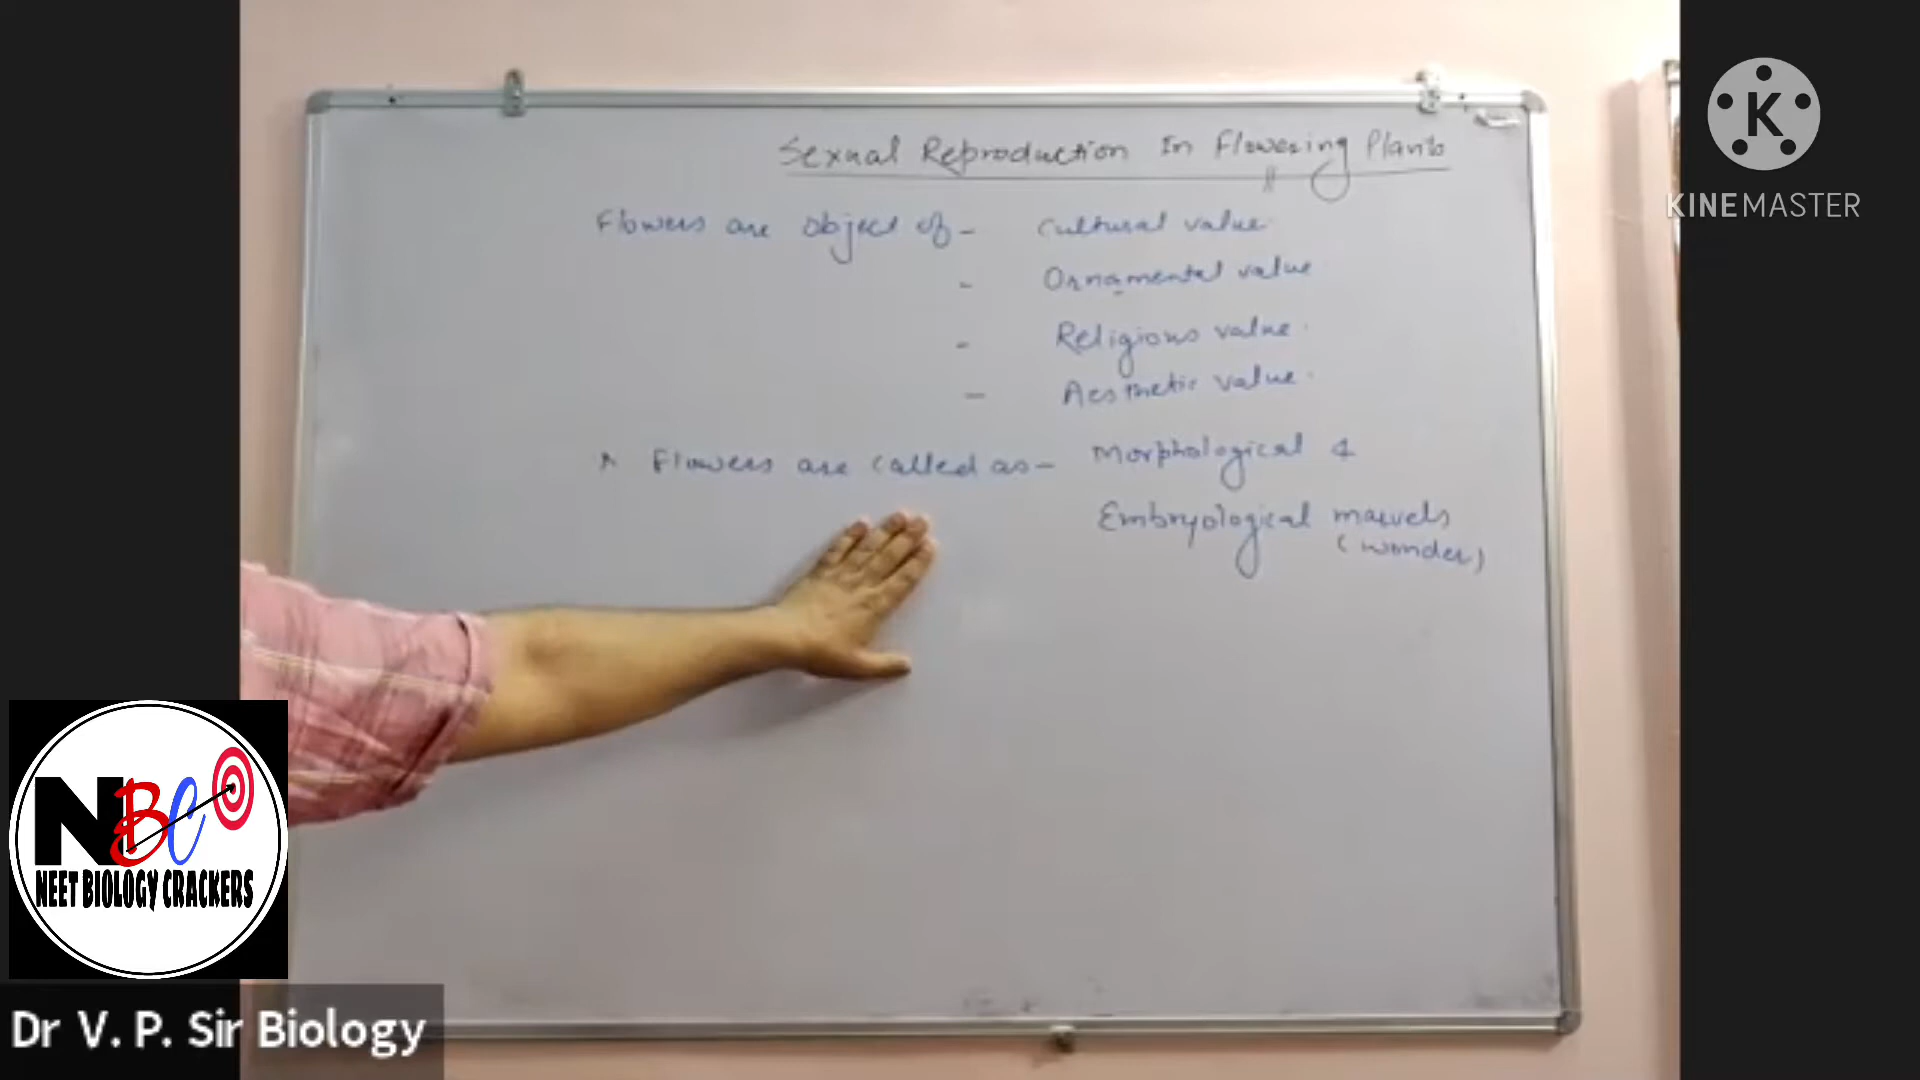 Sexual Reproduction In Flowering Plants
Flowers are object of - Cultural value.
- Ornamental value
- Religious value.
- Aesthetic value.
* Flowers are called as - Morphological &
Embryological marvels
(wonder)
K
KINEMASTER
NBC
NEET BIOLOGY CRACKERS
Dr V. P. Sir Biology